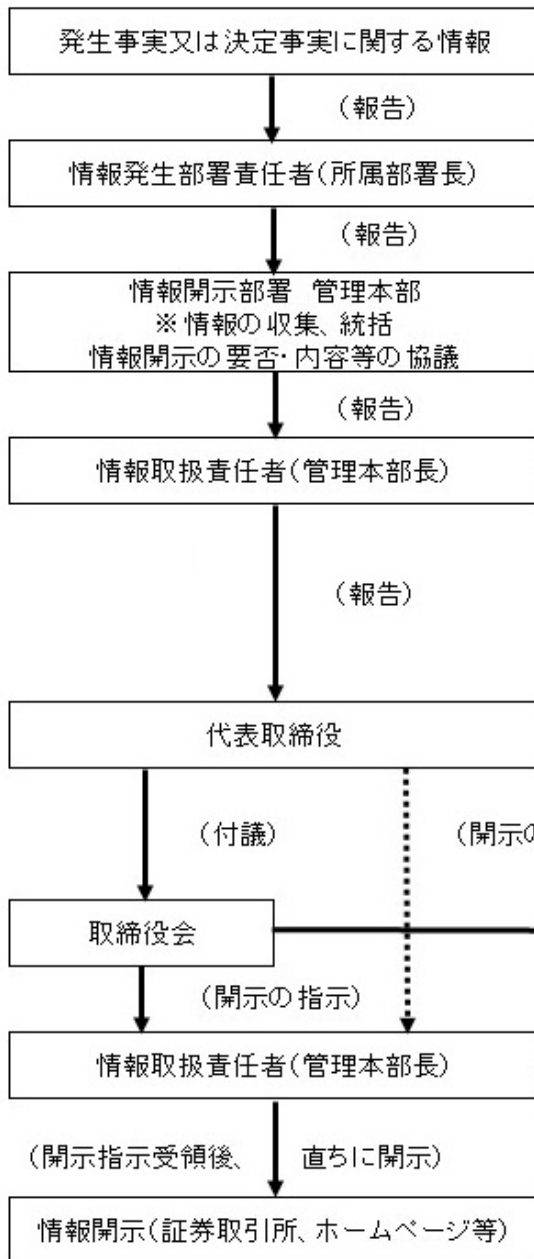 発生事実又は決定事実に関する情報
（報告）
情報発生部署責任者（所属部署長）
（報告）
情報開示部署　管理本部
※情報の収集、統括
情報開示の要否・内容等の協議
（報告）
情報取扱責任者（管理本部長）
（報告）
代表取締役
（付議）
（開示の
取締役会
（開示の指示）
情報取扱責任者（管理本部長）
（開示指示受領後、　直ちに開示）
情報開示（証券取引所、ホームページ等）